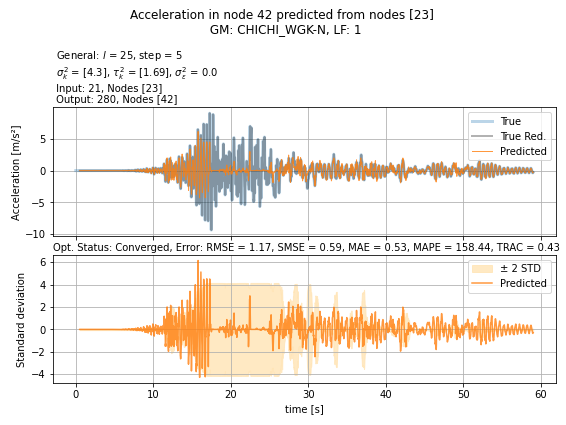 Acceleration in node 42 predicted from nodes [23]
GM: CHICHI_WGK-N, LF: 1
General: l = 25, step = 5
σ²ₖ = [4.3], τ²ₖ = [1.69], σ²ε = 0.0
Input: 21, Nodes [23]
Output: 280, Nodes [42]
Acceleration [m/s²]
5
0
−5
−10
True
True Red.
Predicted
Opt. Status: Converged, Error: RMSE = 1.17, SMSE = 0.59, MAE = 0.53, MAPE = 158.44, TRAC = 0.43
Standard deviation
6
4
2
0
−2
−4
± 2 STD
Predicted
0 10 20 30 40 50 60
time [s]